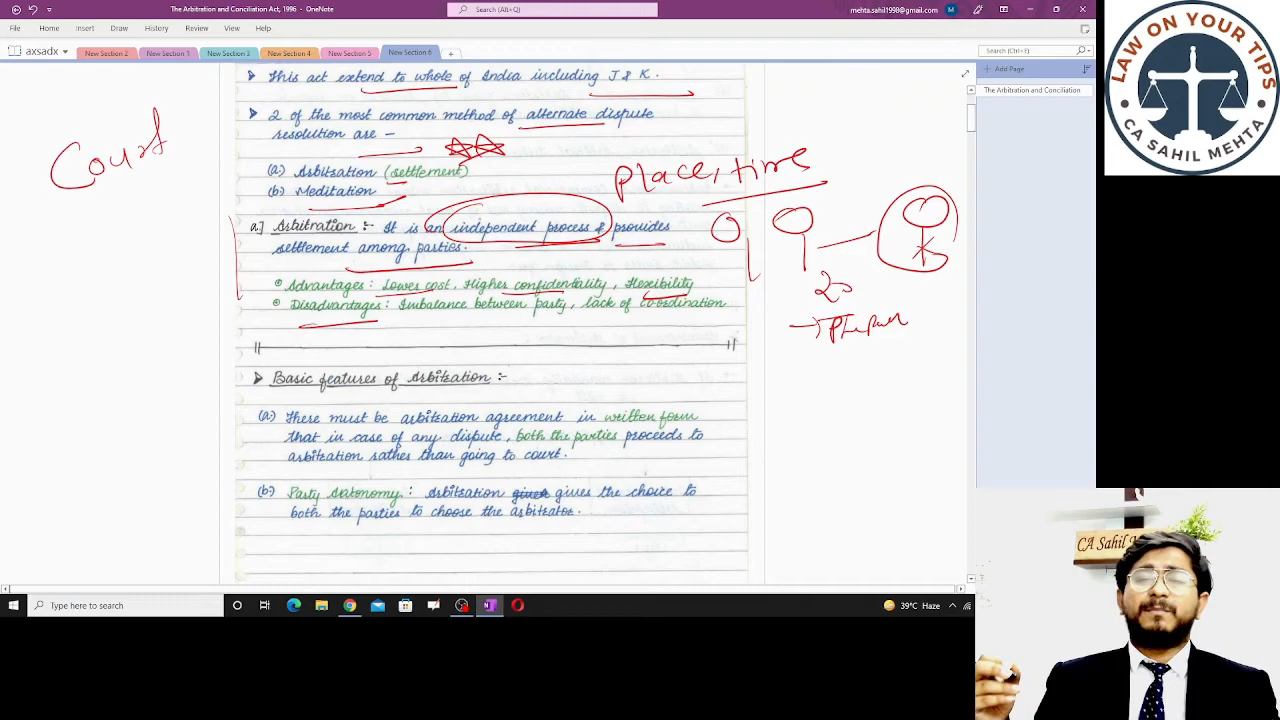 The Arbitration and Conciliation Act, 1996 - OneNote
Search (Alt+Q)
mehta.sahil1998@gmail.com
M
File Home Insert Draw History Review View Help
axsadx
New Section 2 New Section 1 New Section 3 New Section 4 New Section 5 New Section 6
Search (Ctrl+E)
Add Page
The Arbitration and Conciliation
LAW ON YOUR TIPS
CA SAHIL MEHTA
This act extend to whole of India including J & K.
2 of the most common method of alternate dispute
resolution are -
(a) Arbitration (settlement)
(b) Meditation
Court
Place, time
a.] Arbitration :- It is an independent process & provides
settlement among parties.
Advantages: Lower cost, Higher confidentiality, Flexibility
Disadvantages: Imbalance between party, lack of co-ordination
20
Basic features of Arbitration :-
(a) There must be arbitration agreement in written form
that in case of any dispute, both the parties proceeds to
arbitration rather than going to court.
(b) Party Autonomy: Arbitration gives the choice to
both the parties to choose the arbitrator.
CA Sahil
Type here to search
39°C Haze